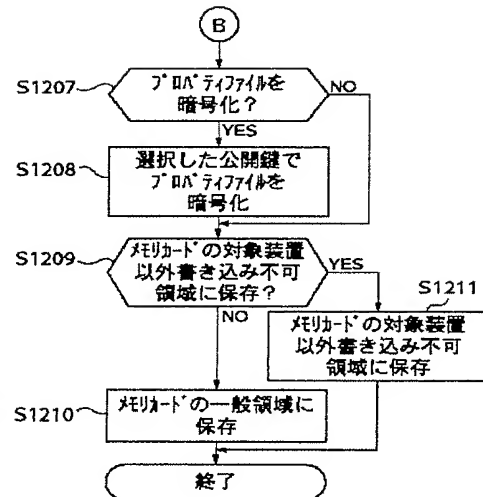 B
S1207
プロパティファイルを
暗号化？
NO
YES
S1208
選択した公開鍵で
プロパティファイルを
暗号化
S1209
メモリカードの対象装置
以外書き込み不可
領域に保存？
YES
NO
S1211
メモリカードの対象装置
以外書き込み不可
領域に保存
S1210
メモリカードの一般領域に
保存
終了